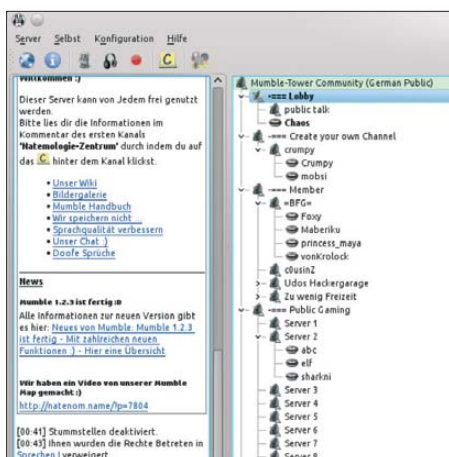 Server Selbst Konfiguration Hilfe
Willkommen :)
Dieser Server kann von Jedem frei genutzt
werden.
Bitte lies dir die Informationen im
Kommentar des ersten Kanals
'Natemologie-Zentrum' durch indem du auf
das C hinter dem Kanal klickst.
Unser Wiki
Bildergalerie
Mumble Handbuch
Wir speichern nicht ...
Sprachqualität verbessern
Unser Chat :)
Doofe Sprüche
News
Mumble 1.2.3 ist fertig :D
Alle Informationen zur neuen Version gibt
es hier: Neues von Mumble: Mumble 1.2.3
ist fertig - Mit zahlreichen neuen
Funktionen :) - Hier eine Übersicht
Wir haben ein Video von unserer Mumble
Map gemacht :)
http://natenom.name/?p=7804
[00:41] Stummstellen deaktiviert.
[00:43] Ihnen wurden die Rechte Betreten in
Sprechen I verweigert
Mumble-Tower Community (German Public)
-=== Lobby
public talk
Chaos
-=== Create your own Channel
crumpy
Crumpy
mobsi
-=== Member
=BFG=
Foxy
Maberiku
princess_maya
vonKrolock
c0usinZ
Udos Hackergarage
Zu wenig Freizeit
-=== Public Gaming
Server 1
Server 2
abc
elf
sharkni
Server 3
Server 4
Server 5
Server 6
Server 7
Server 8